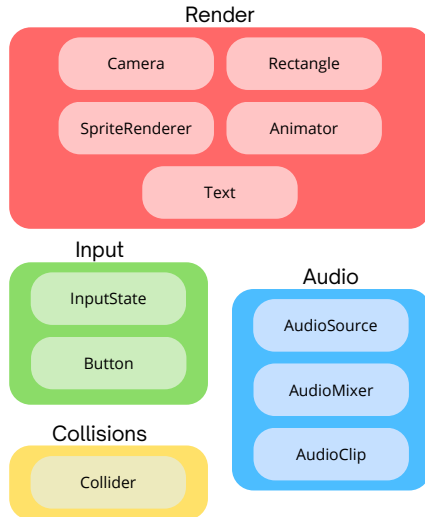 Render
Camera
Rectangle
SpriteRenderer
Animator
Text
Input
InputState
Button
Audio
AudioSource
AudioMixer
AudioClip
Collisions
Collider